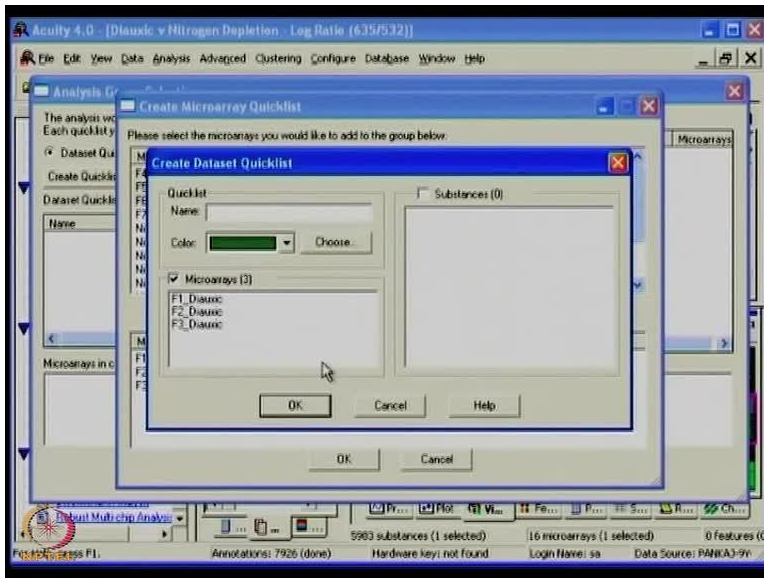 Acuity 4.0 - [Diauxic v Nitrogen Depletion - Log Ratio (635/532)]
File Edit View Data Analysis Advanced Clustering Configure Database Window Help
Create Microarray Quicklist
The analysis
Each quicklist
Please select the microarrays you would like to add to the group below.
Microarrays
Dataset
Create Dataset Quicklist
Create
Quicklist
Substances (0)
Name:
Dataset
Name
Color:
Choose..
Microarrays (3)
F1_Diauxic
F2_Diauxic
F3_Diauxic
Microarrays in
OK Cancel Help
OK Cancel
Robust Multi chip Analysis
Plot
5983 substances (1 selected) 16 microarrays (1 selected) 0 features
Annotations: 7926 (done) Hardware key: not found Login Name: sa Data Source: PANKAJ-9
NPTEL